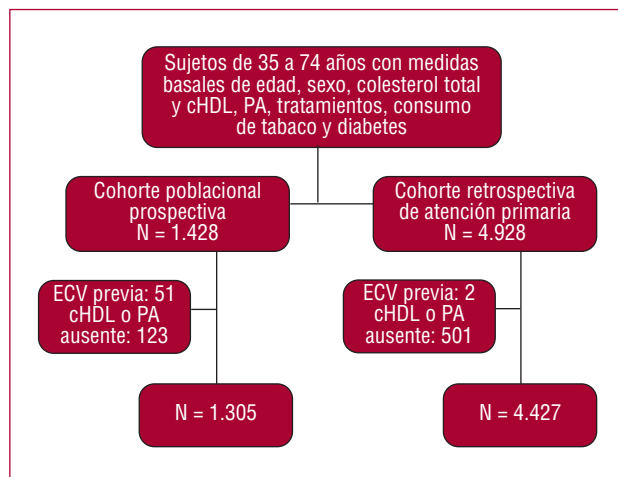 Sujetos de 35 a 74 años con medidas
basales de edad, sexo, colesterol total
y cHDL, PA, tratamientos, consumo
de tabaco y diabetes
Cohorte poblacional
prospectiva
N = 1.428
Cohorte retrospectiva
de atención primaria
N = 4.928
ECV previa: 51
cHDL o PA
ausente: 123
ECV previa: 2
cHDL o PA
ausente: 501
N = 1.305
N = 4.427